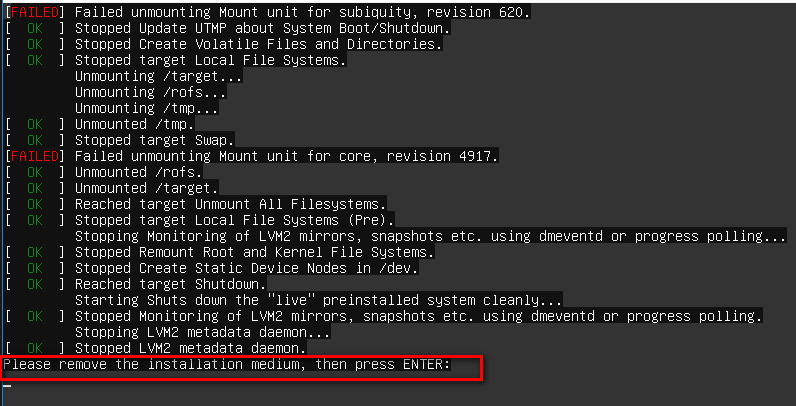 [FAILED] Failed unmounting Mount unit for subiquity, revision 620.
[  OK  ] Stopped Update UTMP about System Boot/Shutdown.
[  OK  ] Stopped Create Volatile Files and Directories.
[  OK  ] Stopped target Local File Systems.
Unmounting /target...
Unmounting /rofs...
Unmounting /tmp...
[  OK  ] Unmounted /tmp.
[  OK  ] Stopped target Swap.
[FAILED] Failed unmounting Mount unit for core, revision 4917.
[  OK  ] Unmounted /rofs.
[  OK  ] Unmounted /target.
[  OK  ] Reached target Unmount All Filesystems.
[  OK  ] Stopped target Local File Systems (Pre).
Stopping Monitoring of LVM2 mirrors, snapshots etc. using dmeventd or progress polling...
[  OK  ] Stopped Remount Root and Kernel File Systems.
[  OK  ] Stopped Create Static Device Nodes in /dev.
[  OK  ] Reached target Shutdown.
Starting Shuts down the "live" preinstalled system cleanly...
[  OK  ] Stopped Monitoring of LVM2 mirrors, snapshots etc. using dmeventd or progress polling.
Stopping LVM2 metadata daemon...
[  OK  ] Stopped LVM2 metadata daemon.
Please remove the installation medium, then press ENTER: